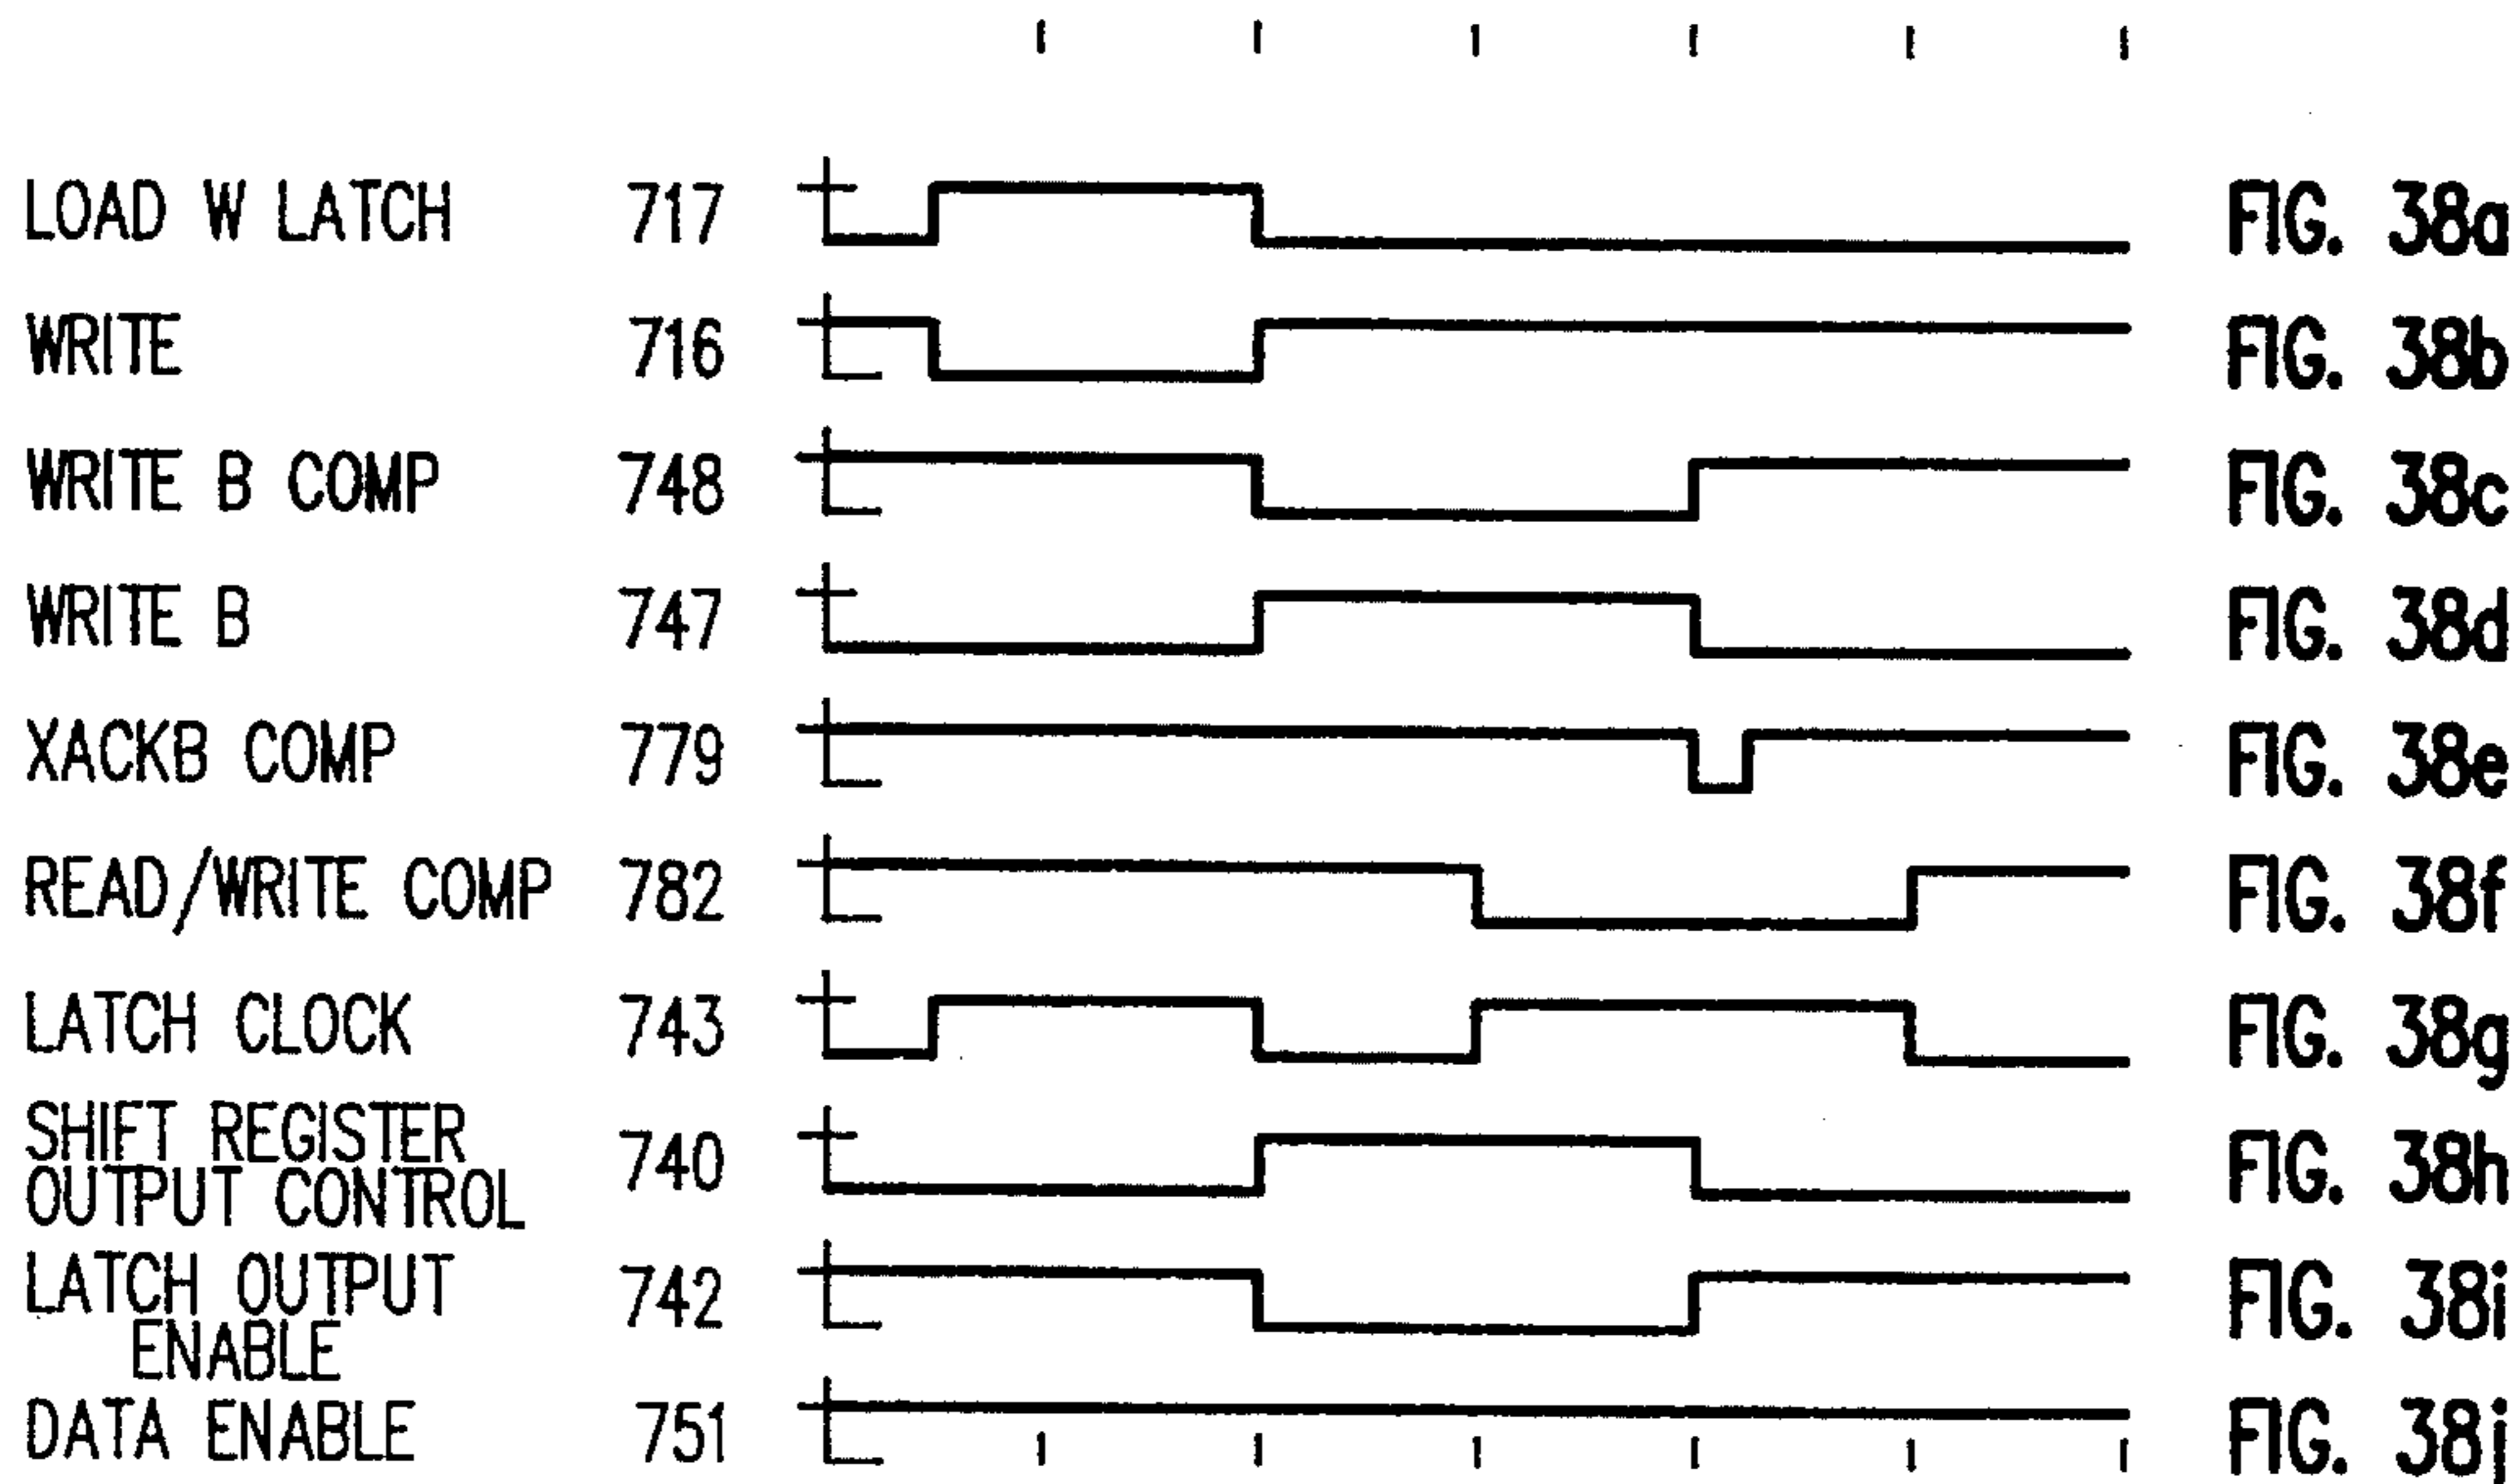 LOAD W LATCH 717 FIG. 38a
WRITE 716 FIG. 38b
WRITE B COMP 748 FIG. 38c
WRITE B 747 FIG. 38d
XACKB COMP 779 FIG. 38e
READ/WRITE COMP 782 FIG. 38f
LATCH CLOCK 743 FIG. 38g
SHIFT REGISTER
OUTPUT CONTROL 740 FIG. 38h
LATCH OUTPUT
ENABLE 742 FIG. 38i
DATA ENABLE 751 FIG. 38j